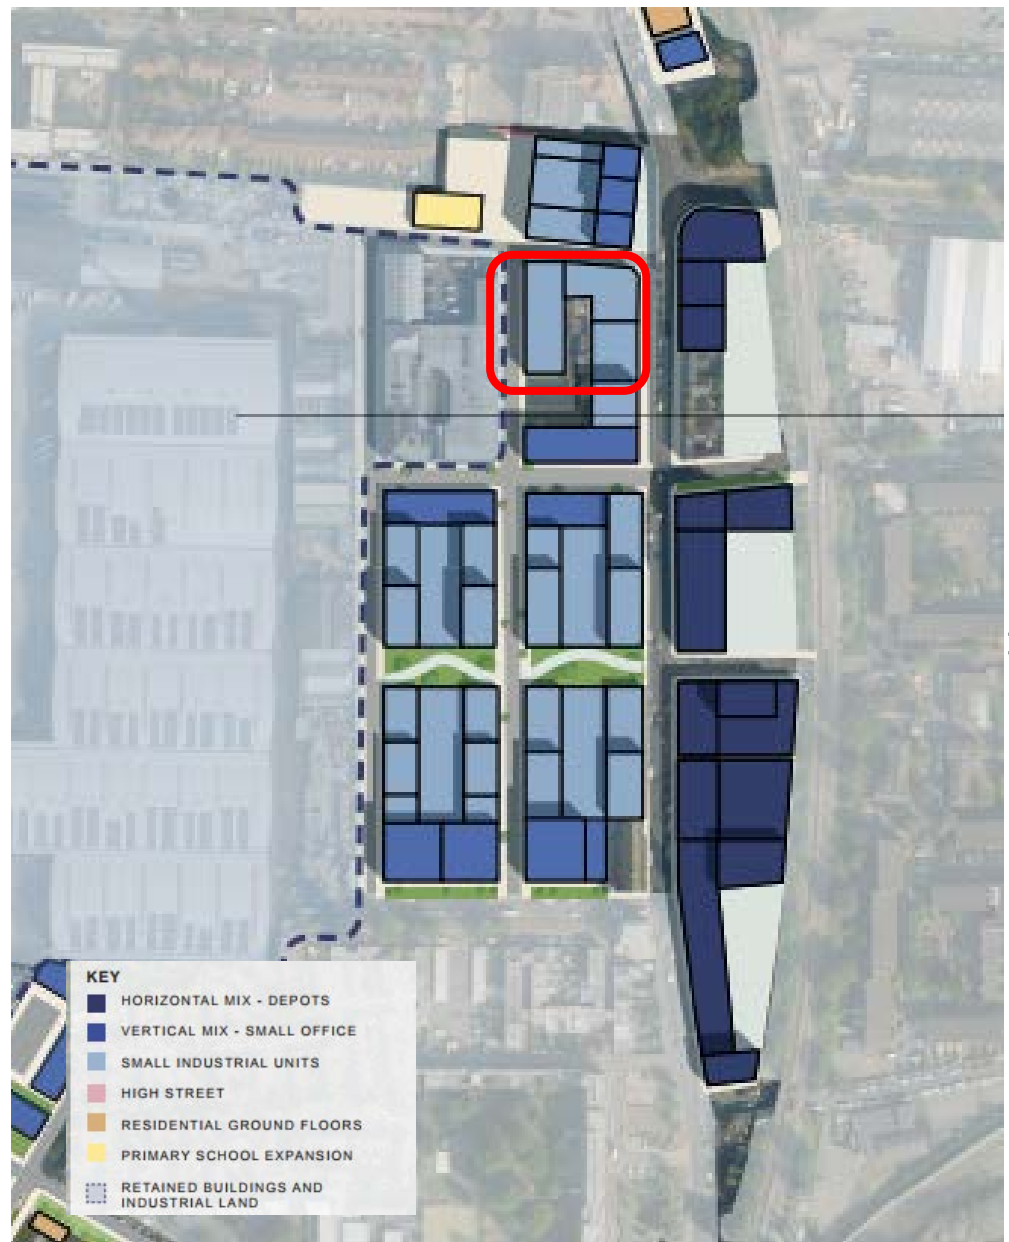 KEY
HORIZONTAL MIX - DEPOTS
VERTICAL MIX - SMALL OFFICE
SMALL INDUSTRIAL UNITS
HIGH STREET
RESIDENTIAL GROUND FLOORS
PRIMARY SCHOOL EXPANSION
RETAINED BUILDINGS AND
INDUSTRIAL LAND